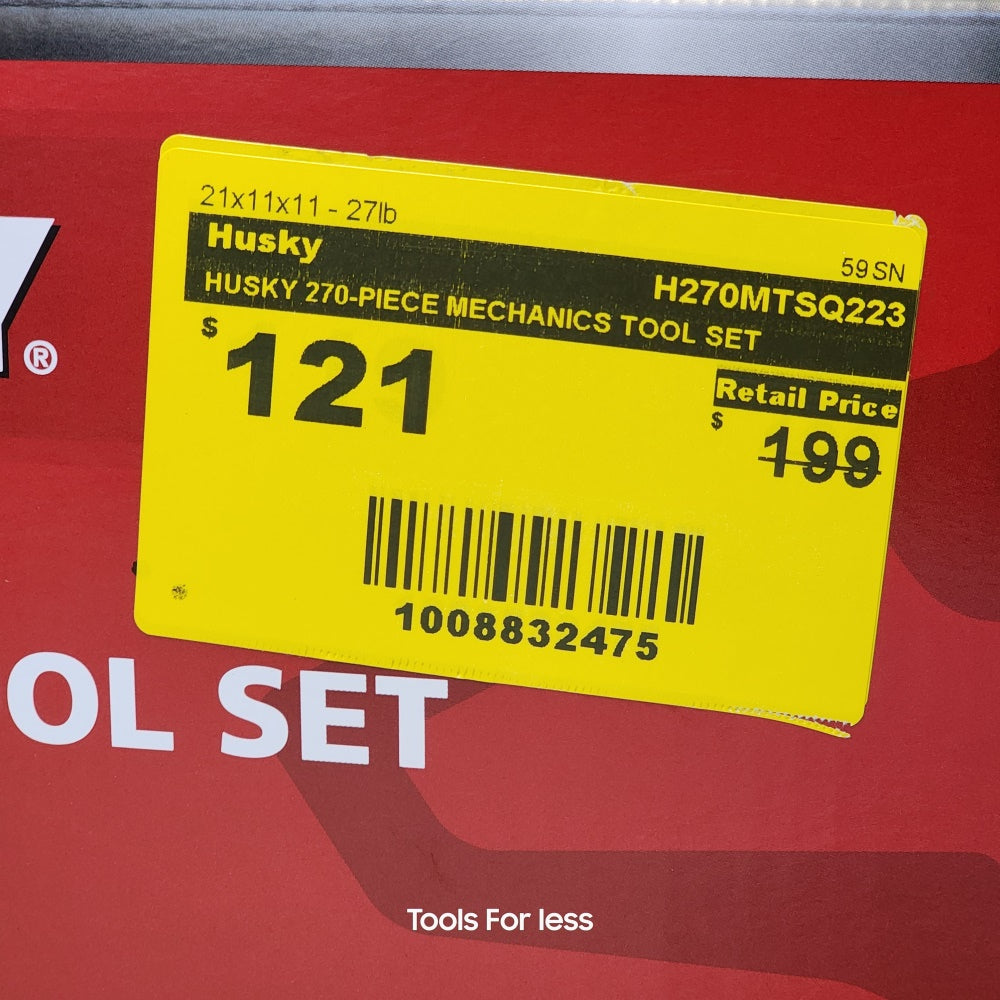 21x11x11 - 27lb
59 SN
Husky
H270MTSQ223
HUSKY 270-PIECE MECHANICS TOOL SET
$ 121
Retail Price
$ 199
1008832475
®
OL SET
Tools For less